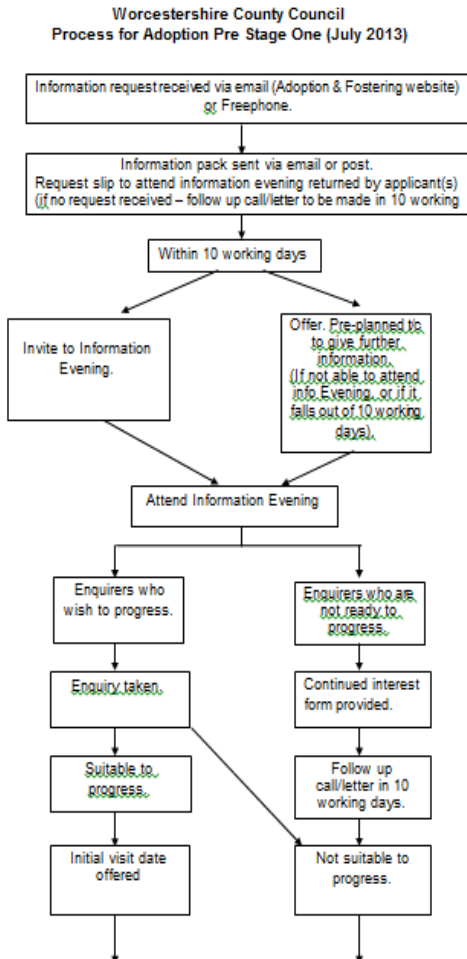 Worcestershire County Council
Process for Adoption Pre Stage One (July 2013)
Information request received via email (Adoption & Fostering website)
or Freephone.
Information pack sent via email or post.
Request slip to attend information evening returned by applicant(s)
(if no request received – follow up call/letter to be made in 10 working
Within 10 working days
Invite to Information
Evening.
Offer. Pre-planned t/c
to give further
information.
(If not able to attend
info Evening, or if it
falls out of 10 working
days).
Attend Information Evening
Enquirers who
wish to progress.
Enquirers who are
not ready to
progress.
Enquiry taken.
Continued interest
form provided.
Suitable to
progress.
Follow up
call/letter in 10
working days.
Initial visit date
offered
Not suitable to
progress.